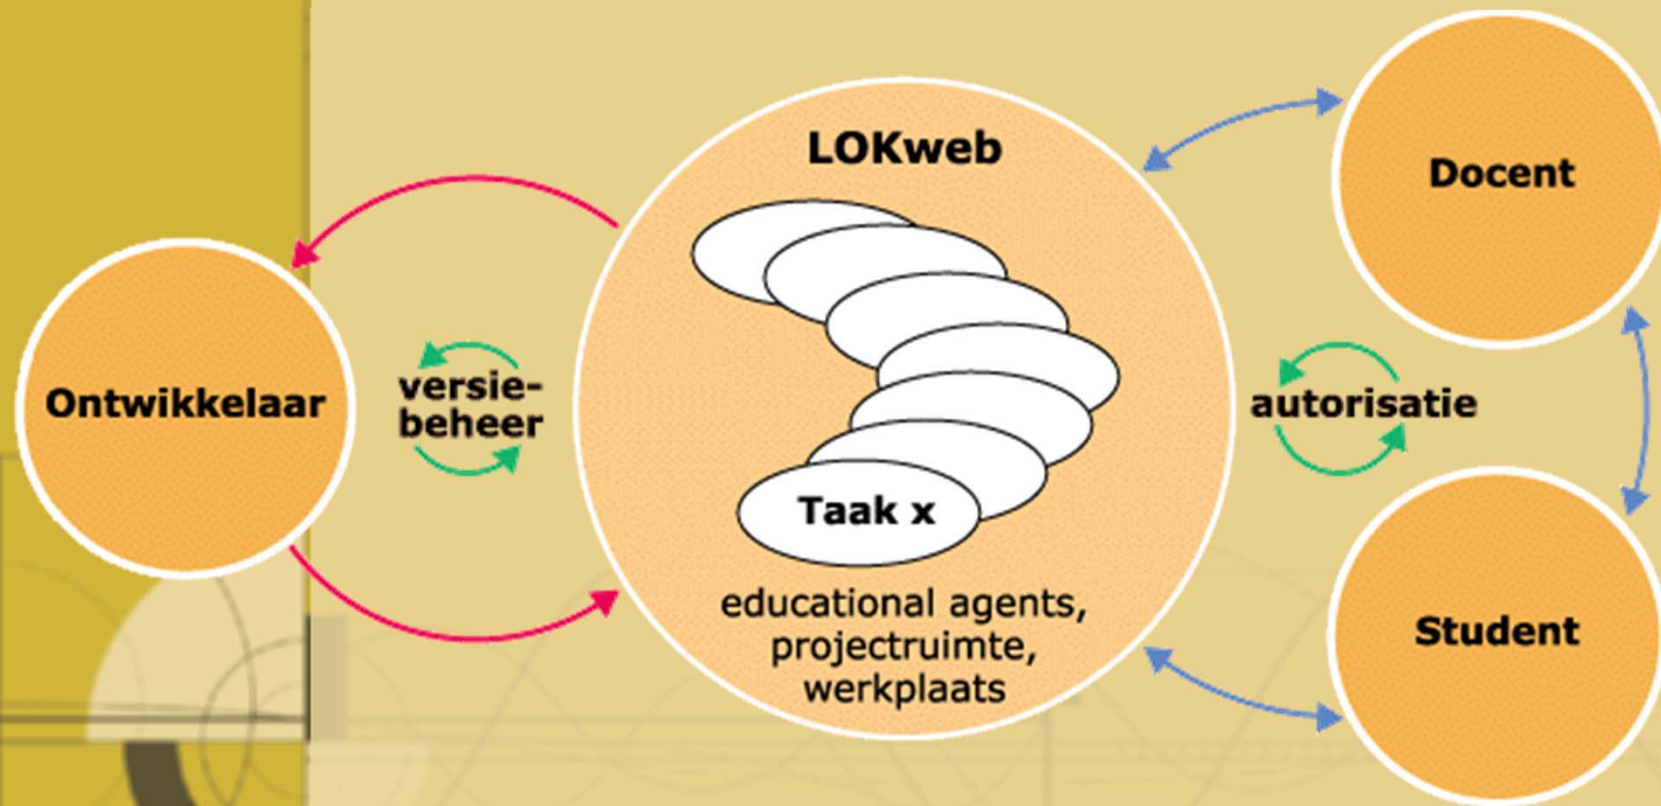 LOKweb
Docent
Ontwikkelaar
versie-
beheer
autorisatie
Taak x
educational agents,
projectruimte,
werkplaats
Student